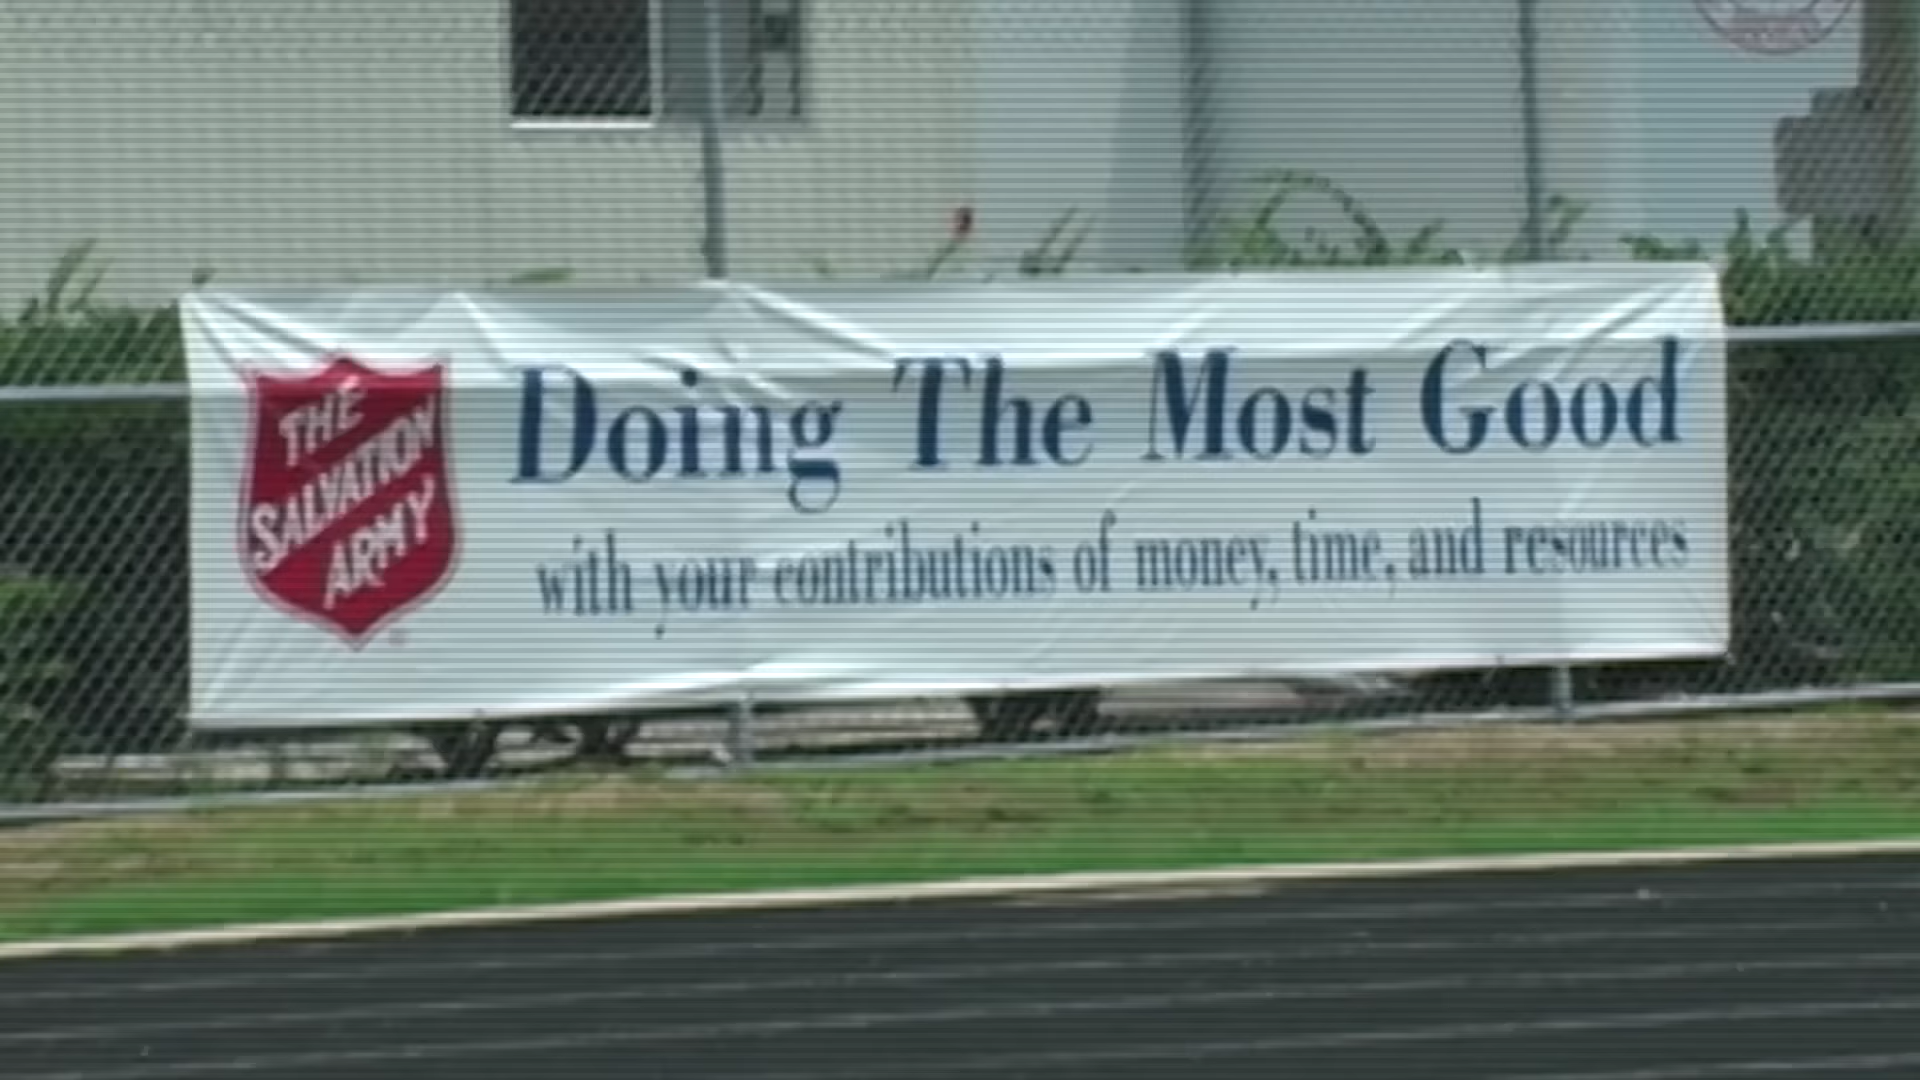 THE
SALVATION
ARMY
Doing The Most Good
with your contributions of money, time, and resources